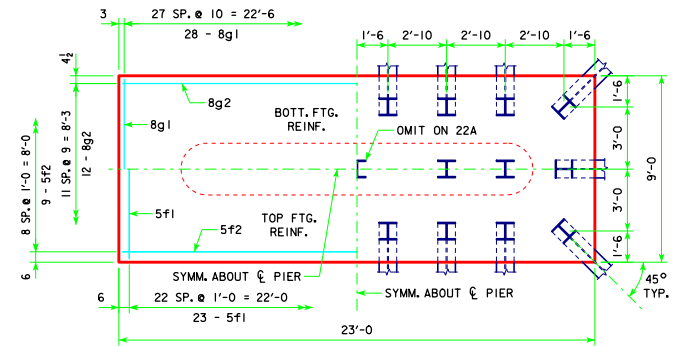 3
27 SP. @ 10 = 22'-6
28 - 8g1
1'-6
2'-10
2'-10
2'-10
1'-6
4½
8g2
8g1
BOTT. FTG.
REINF.
OMIT ON 22A
1'-6
3'-0
9'-0
3'-0
1'-6
11 SP. @ 9 = 8'-3
12 - 8g2
8 SP. @ 1'-0 = 8'-0
9 - 5f2
5f1
TOP FTG.
REINF.
5f2
6
SYMM. ABOUT ℄ PIER
SYMM. ABOUT ℄ PIER
45°
TYP.
6
22 SP. @ 1'-0 = 22'-0
23 - 5f1
23'-0